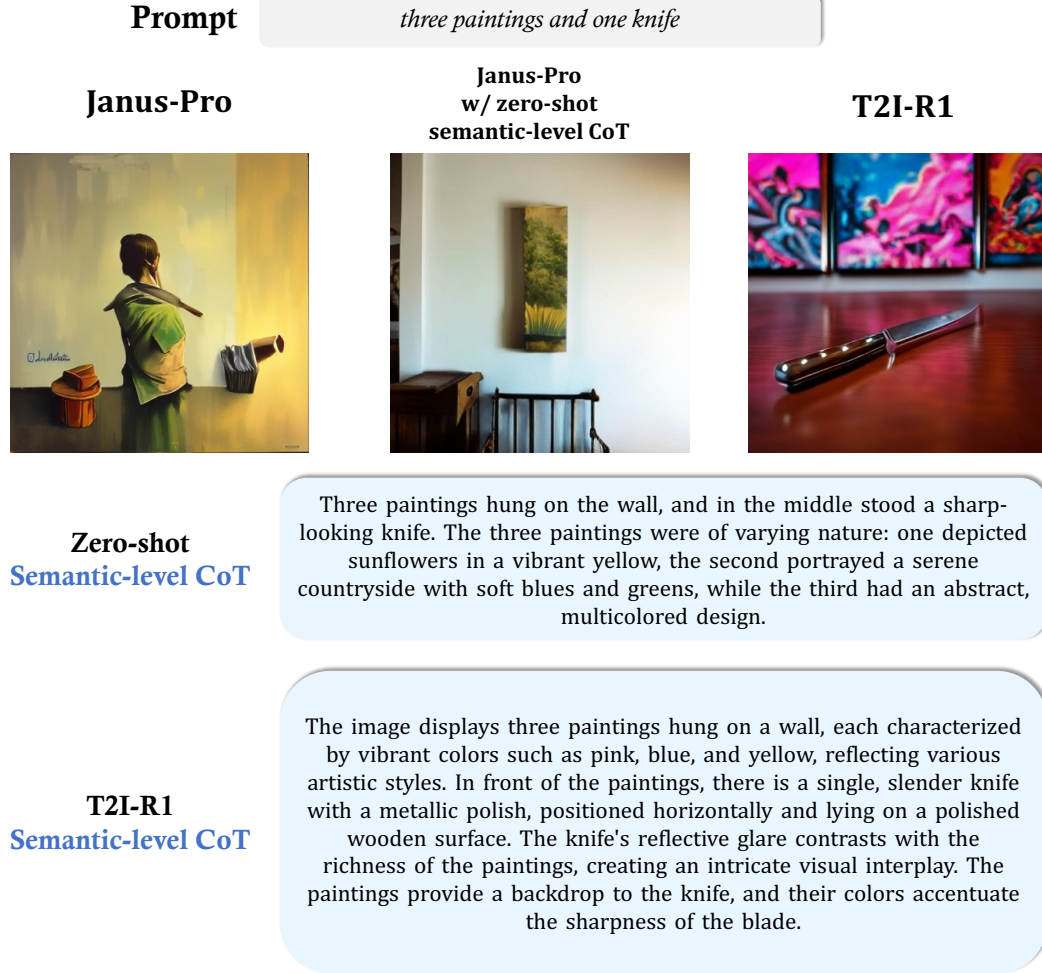 Prompt
three paintings and one knife
Janus-Pro
Janus-Pro
w/ zero-shot
semantic-level CoT
T2I-R1
Zero-shot
Semantic-level CoT
Three paintings hung on the wall, and in the middle stood a sharp-
looking knife. The three paintings were of varying nature: one depicted
sunflowers in a vibrant yellow, the second portrayed a serene
countryside with soft blues and greens, while the third had an abstract,
multicolored design.
T2I-R1
Semantic-level CoT
The image displays three paintings hung on a wall, each characterized
by vibrant colors such as pink, blue, and yellow, reflecting various
artistic styles. In front of the paintings, there is a single, slender knife
with a metallic polish, positioned horizontally and lying on a polished
wooden surface. The knife's reflective glare contrasts with the
richness of the paintings, creating an intricate visual interplay. The
paintings provide a backdrop to the knife, and their colors accentuate
the sharpness of the blade.